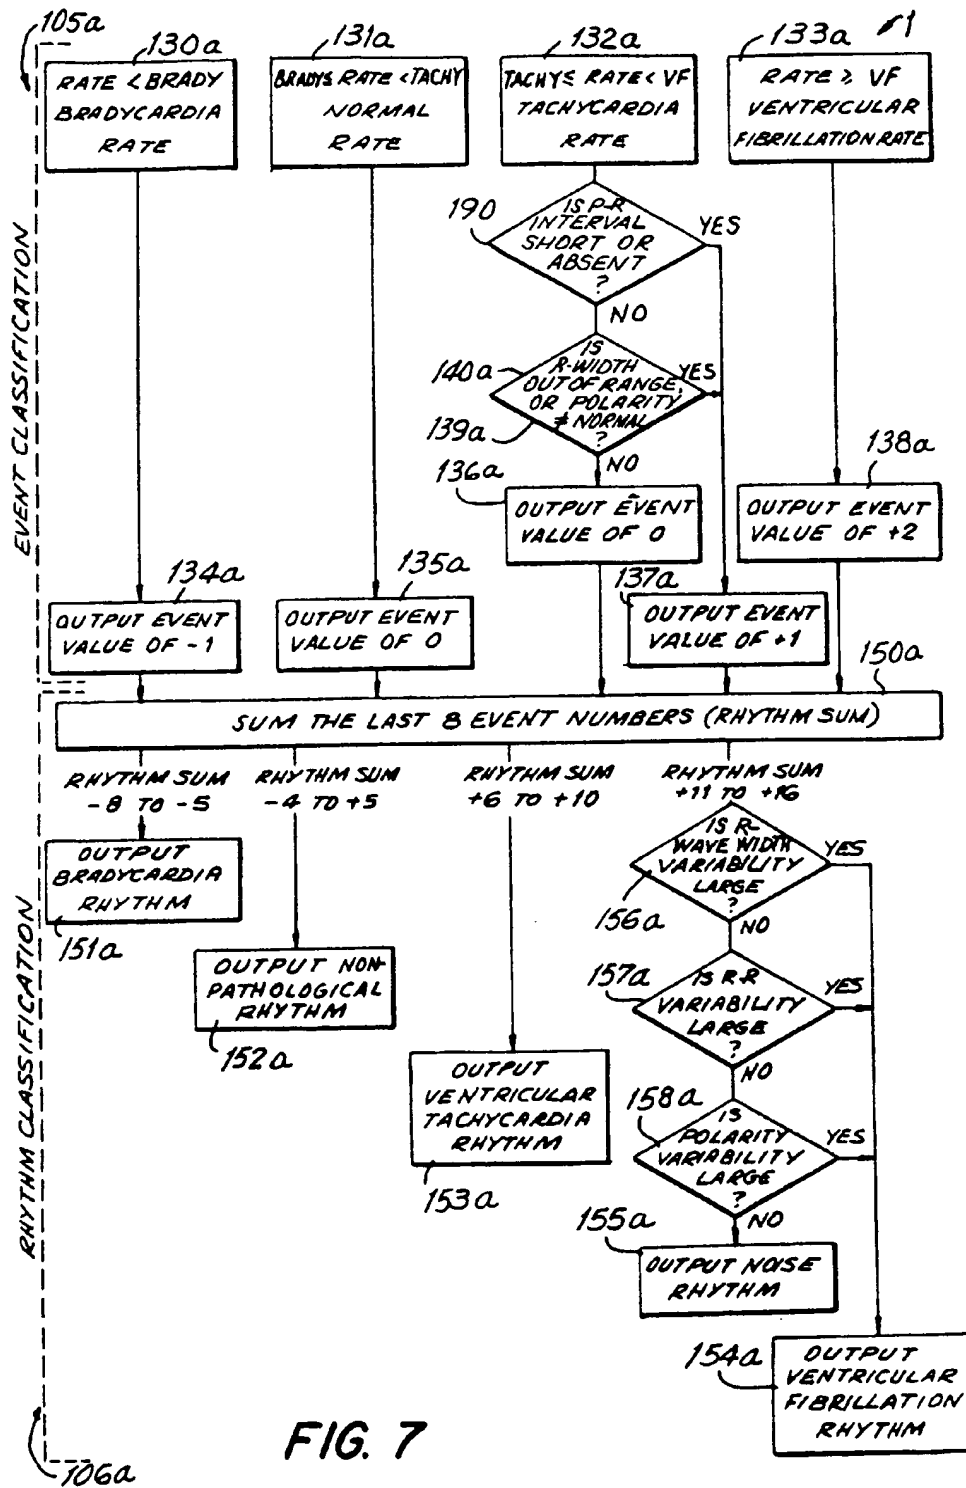 105a
130a
131a
132a
133a
1
RATE < BRADY
BRADYCARDIA
RATE
BRADY ≤ RATE < TACHY
NORMAL
RATE
TACHY ≤ RATE < VF
TACHYCARDIA
RATE
RATE ≥ VF
VENTRICULAR
FIBRILLATION RATE
EVENT CLASSIFICATION
190
IS P-R
INTERVAL
SHORT OR
ABSENT
?
YES
NO
140a
139a
IS
R-WIDTH
OUT OF RANGE,
OR POLARITY
≠ NORMAL
?
YES
NO
136a
OUTPUT EVENT
VALUE OF 0
138a
OUTPUT EVENT
VALUE OF +2
134a
OUTPUT EVENT
VALUE OF -1
135a
OUTPUT EVENT
VALUE OF 0
137a
OUTPUT EVENT
VALUE OF +1
150a
SUM THE LAST 8 EVENT NUMBERS (RHYTHM SUM)
RHYTHM SUM
-8 TO -5
RHYTHM SUM
-4 TO +5
RHYTHM SUM
+6 TO +10
RHYTHM SUM
+11 TO +16
RHYTHM CLASSIFICATION
OUTPUT
BRADYCARDIA
RHYTHM
151a
OUTPUT NON-
PATHOLOGICAL
RHYTHM
152a
OUTPUT
VENTRICULAR
TACHYCARDIA
RHYTHM
153a
IS R-
WAVE WIDTH
VARIABILITY
LARGE
?
YES
156a
NO
157a
IS R-R
VARIABILITY
LARGE
?
YES
NO
158a
IS
POLARITY
VARIABILITY
LARGE
?
YES
NO
155a
OUTPUT NOISE
RHYTHM
154a
OUTPUT
VENTRICULAR
FIBRILLATION
RHYTHM
FIG. 7
106a